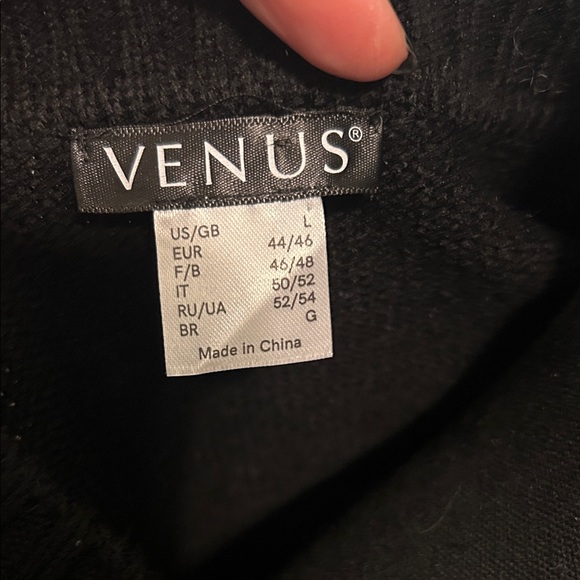 VENUS®
US/GB L
EUR 44/46
F/B 46/48
IT 50/52
RU/UA 52/54
BR G
Made in China